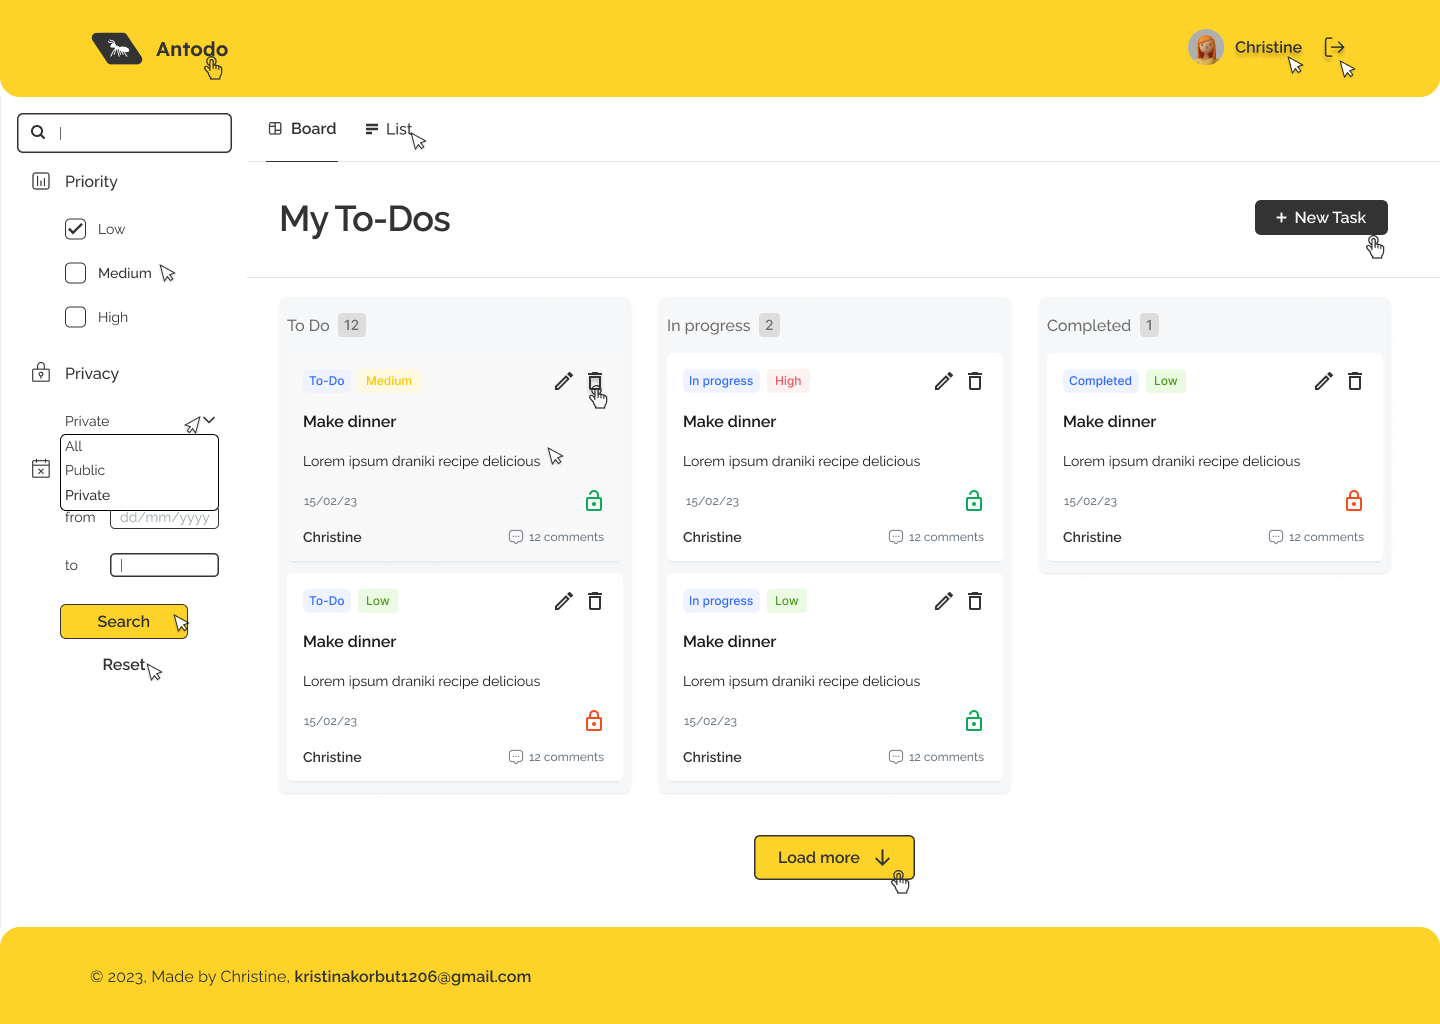 Antodo
Christine
Priority
Low
Medium
High
Privacy
Private
All
Public
Private
from dd/mm/yyyy
to
Search
Reset
Board List
My To-Dos
+ New Task
To Do 12
To-Do Medium
Make dinner
Lorem ipsum draniki recipe delicious
15/02/23
Christine 12 comments
To-Do Low
Make dinner
Lorem ipsum draniki recipe delicious
15/02/23
Christine 12 comments
In progress 2
In progress High
Make dinner
Lorem ipsum draniki recipe delicious
15/02/23
Christine 12 comments
In progress Low
Make dinner
Lorem ipsum draniki recipe delicious
15/02/23
Christine 12 comments
Completed 1
Completed Low
Make dinner
Lorem ipsum draniki recipe delicious
15/02/23
Christine 12 comments
Load more
© 2023, Made by Christine, kristinakorbut1206@gmail.com